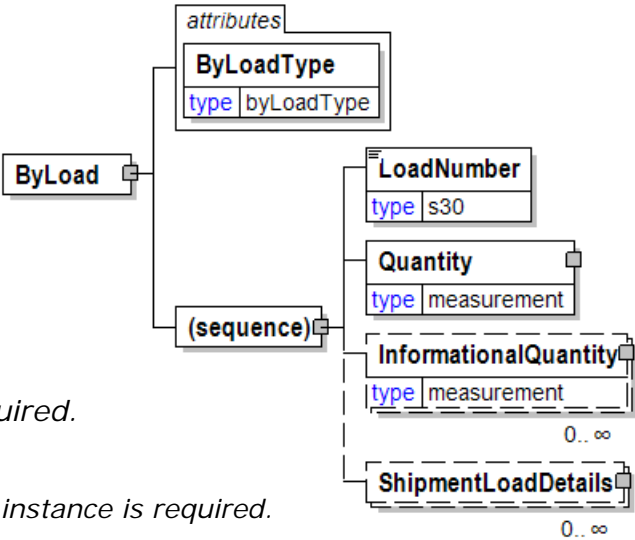 attributes
ByLoadType
type byLoadType
ByLoad
LoadNumber
type s30
Quantity
type measurement
(sequence)
InformationalQuantity
type measurement
0.. ∞
uired.
ShipmentLoadDetails
instance is required.
0.. ∞